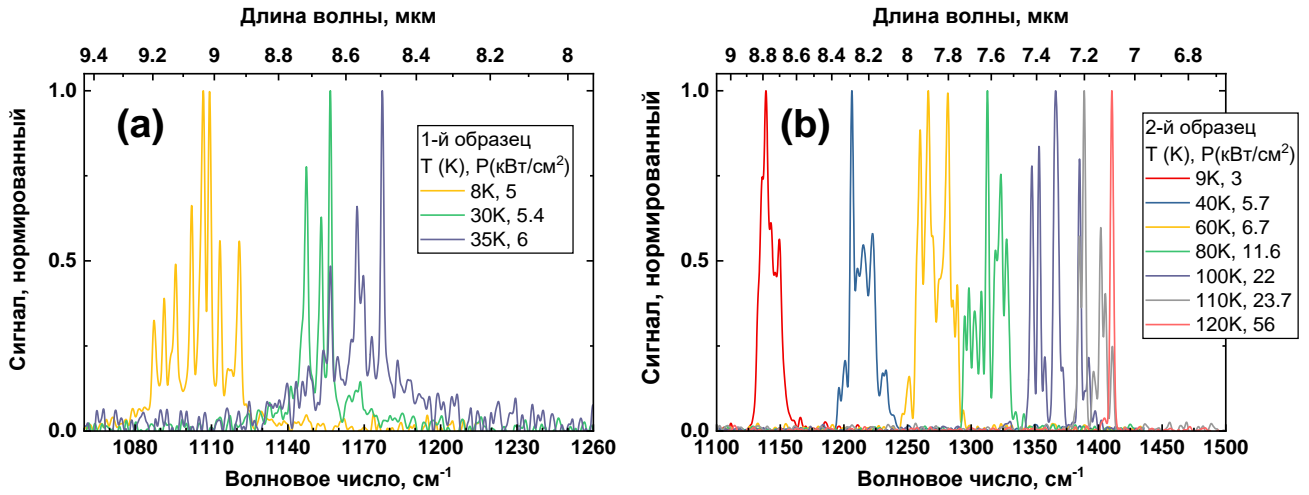 Длина волны, мкм
9.4 9.2 9 8.8 8.6 8.4 8.2 8
Сигнал, нормированный
1.0
0.5
0.0
(a)
1-й образец
T (K), P(кВт/см²)
8K, 5
30K, 5.4
35K, 6
1080 1110 1140 1170 1200 1230 1260
Волновое число, см⁻¹
Длина волны, мкм
9 8.8 8.6 8.4 8.2 8 7.8 7.6 7.4 7.2 7 6.8
Сигнал, нормированный
1.0
0.5
0.0
(b)
2-й образец
T (K), P(кВт/см²)
9K, 3
40K, 5.7
60K, 6.7
80K, 11.6
100K, 22
110K, 23.7
120K, 56
1100 1150 1200 1250 1300 1350 1400 1450 1500
Волновое число, см⁻¹